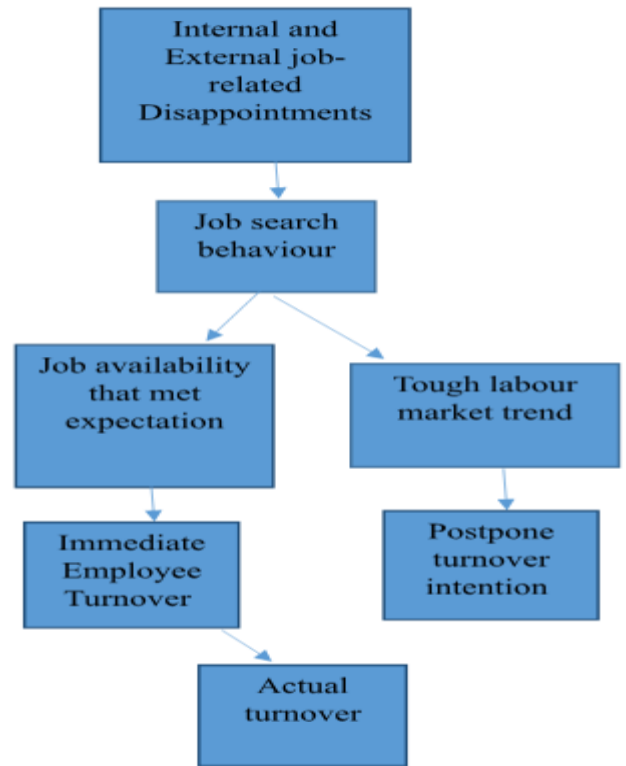 Internal and
External job-
related
Disappointments
Job search
behaviour
Job availability
that met
expectation
Tough labour
market trend
Immediate
Employee
Turnover
Postpone
turnover
intention
Actual
turnover